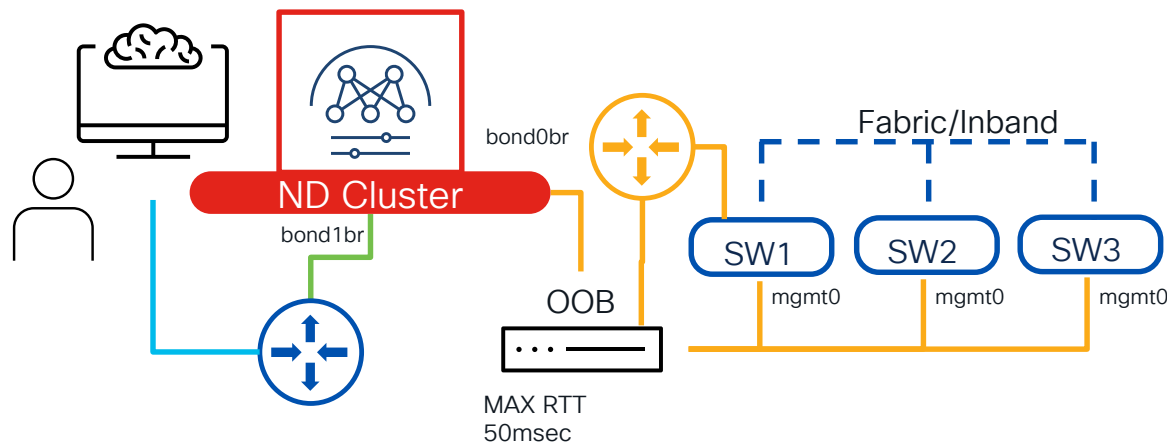 bond0br
Fabric/Inband
ND Cluster
bond1br
SW1
SW2
SW3
OOB
mgmt0
mgmt0
mgmt0
MAX RTT
50msec